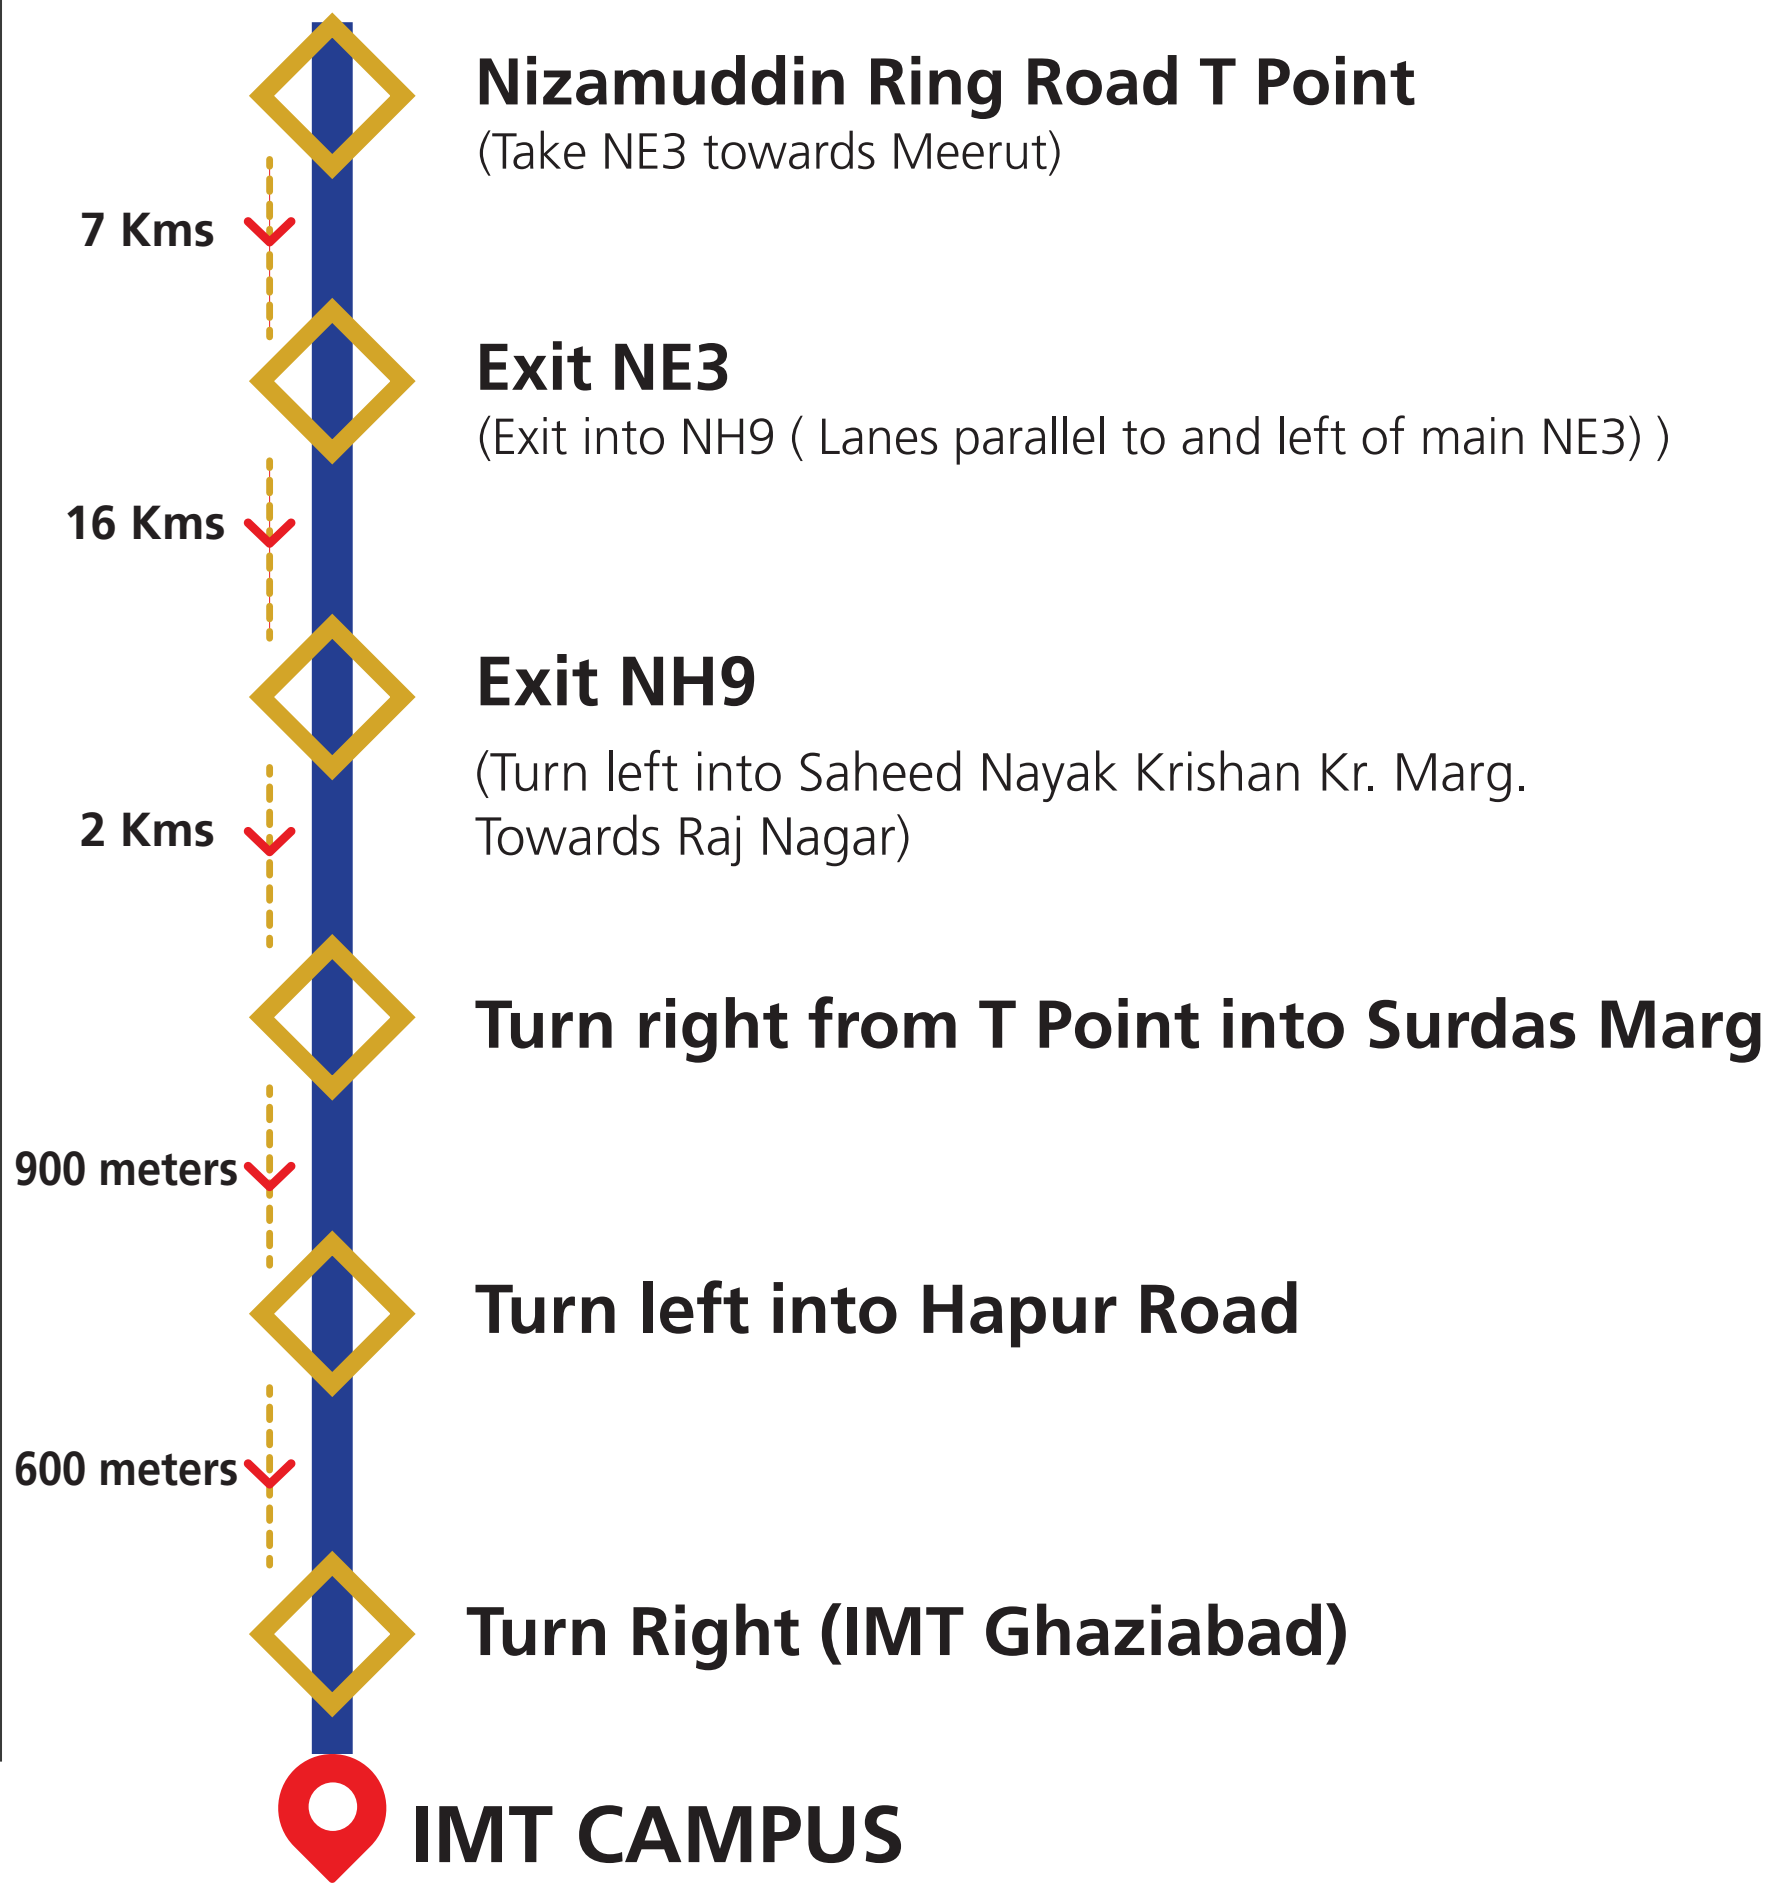 Nizamuddin Ring Road T Point
(Take NE3 towards Meerut)
7 Kms
Exit NE3
(Exit into NH9 ( Lanes parallel to and left of main NE3) )
16 Kms
Exit NH9
(Turn left into Saheed Nayak Krishan Kr. Marg.
Towards Raj Nagar)
2 Kms
Turn right from T Point into Surdas Marg
900 meters
Turn left into Hapur Road
600 meters
Turn Right (IMT Ghaziabad)
IMT CAMPUS